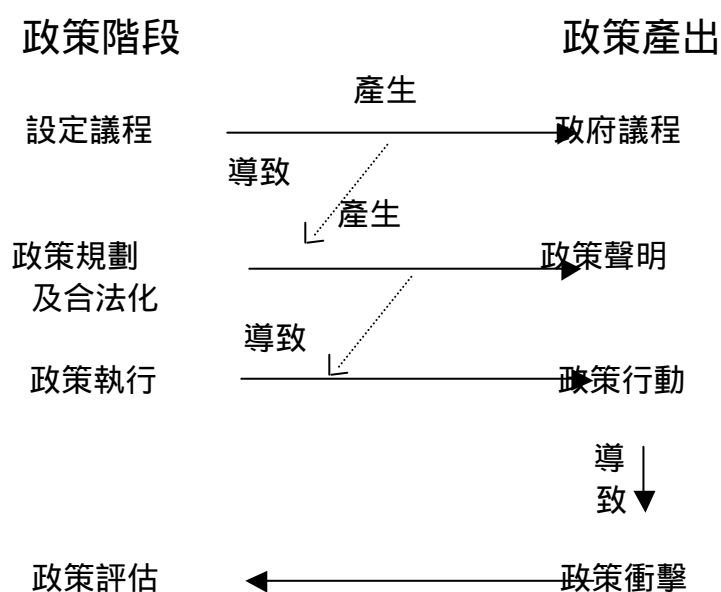 政策階段 政策產出
產生
設定議程 政府議程
導致
產生
政策規劃 政策聲明
及合法化
導致
政策執行 政策行動
導
致
政策評估 政策衝擊